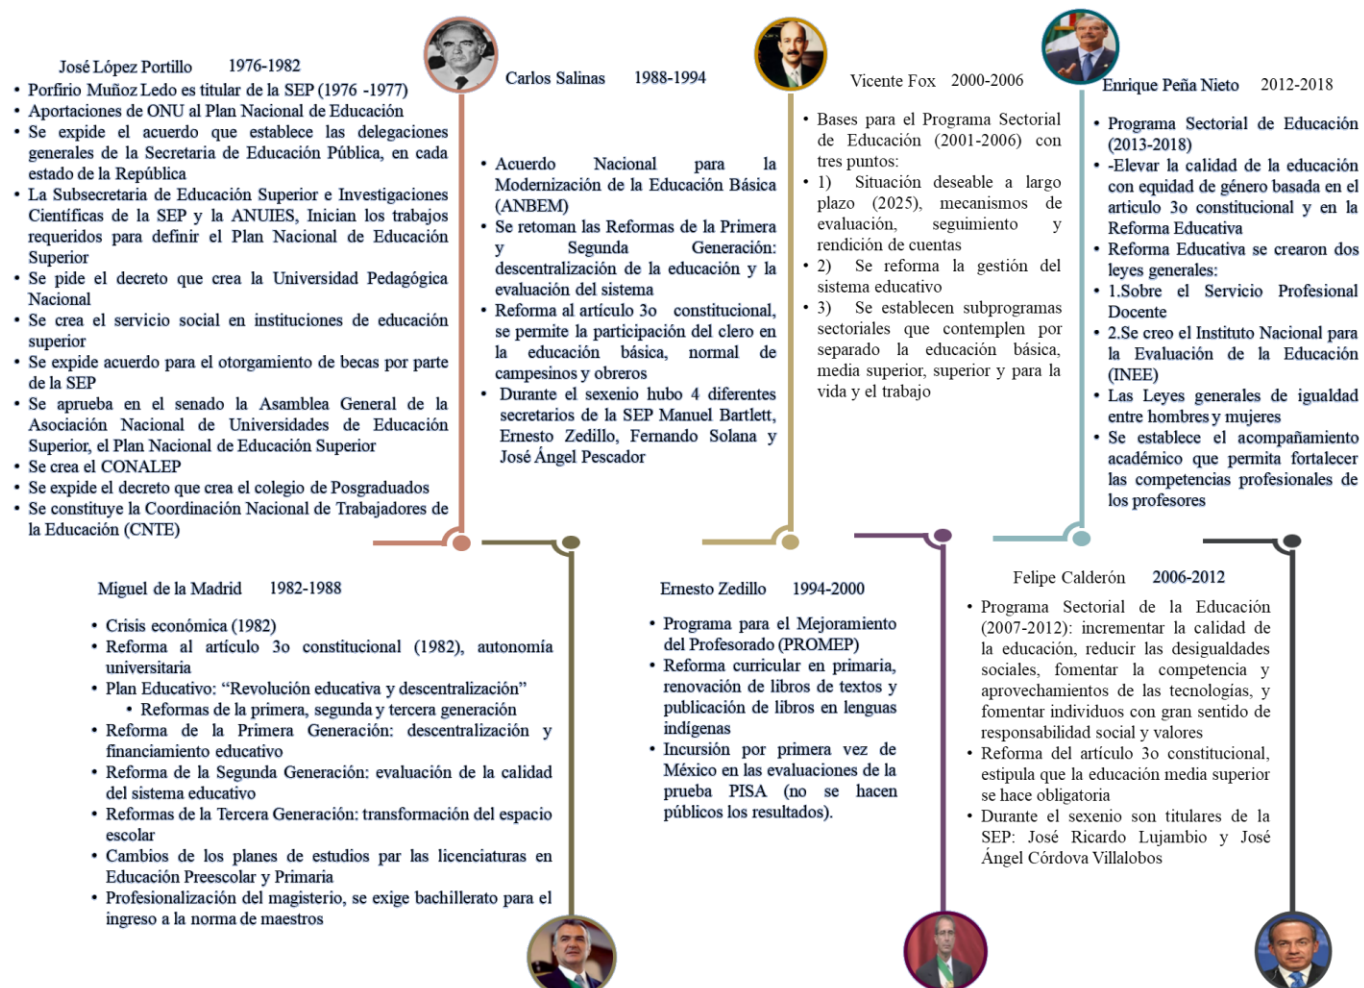 José López Portillo 1976-1982
• Porfirio Muñoz Ledo es titular de la SEP (1976 -1977)
• Aportaciones de ONU al Plan Nacional de Educación
• Se expide el acuerdo que establece las delegaciones
generales de la Secretaria de Educación Pública, en cada
estado de la República
• La Subsecretaria de Educación Superior e Investigaciones
Científicas de la SEP y la ANUIES, Inician los trabajos
requeridos para definir el Plan Nacional de Educación
Superior
• Se pide el decreto que crea la Universidad Pedagógica
Nacional
• Se crea el servicio social en instituciones de educación
superior
• Se expide acuerdo para el otorgamiento de becas por parte
de la SEP
• Se aprueba en el senado la Asamblea General de la
Asociación Nacional de Universidades de Educación
Superior, el Plan Nacional de Educación Superior
• Se crea el CONALEP
• Se expide el decreto que crea el colegio de Posgraduados
• Se constituye la Coordinación Nacional de Trabajadores de
la Educación (CNTE)
Carlos Salinas 1988-1994
• Acuerdo Nacional para la
Modernización de la Educación Básica
(ANBEM)
• Se retoman las Reformas de la Primera
y Segunda Generación:
descentralización de la educación y la
evaluación del sistema
• Reforma al artículo 3o constitucional,
se permite la participación del clero en
la educación básica, normal de
campesinos y obreros
• Durante el sexenio hubo 4 diferentes
secretarios de la SEP Manuel Bartlett,
Ernesto Zedillo, Fernando Solana y
José Ángel Pescador
Vicente Fox 2000-2006
• Bases para el Programa Sectorial
de Educación (2001-2006) con
tres puntos:
• 1) Situación deseable a largo
plazo (2025), mecanismos de
evaluación, seguimiento y
rendición de cuentas
• 2) Se reforma la gestión del
sistema educativo
• 3) Se establecen subprogramas
sectoriales que contemplen por
separado la educación básica,
media superior, superior y para la
vida y el trabajo
Enrique Peña Nieto 2012-2018
• Programa Sectorial de Educación
(2013-2018)
• -Elevar la calidad de la educación
con equidad de género basada en el
articulo 3o constitucional y en la
Reforma Educativa
• Reforma Educativa se crearon dos
leyes generales:
• 1.Sobre el Servicio Profesional
Docente
• 2.Se creo el Instituto Nacional para
la Evaluación de la Educación
(INEE)
• Las Leyes generales de igualdad
entre hombres y mujeres
• Se establece el acompañamiento
académico que permita fortalecer
las competencias profesionales de
los profesores
Miguel de la Madrid 1982-1988
• Crisis económica (1982)
• Reforma al artículo 3o constitucional (1982), autonomía
universitaria
• Plan Educativo: “Revolución educativa y descentralización”
• Reformas de la primera, segunda y tercera generación
• Reforma de la Primera Generación: descentralización y
financiamiento educativo
• Reforma de la Segunda Generación: evaluación de la calidad
del sistema educativo
• Reformas de la Tercera Generación: transformación del espacio
escolar
• Cambios de los planes de estudios par las licenciaturas en
Educación Preescolar y Primaria
• Profesionalización del magisterio, se exige bachillerato para el
ingreso a la norma de maestros
Ernesto Zedillo 1994-2000
• Programa para el Mejoramiento
del Profesorado (PROMEP)
• Reforma curricular en primaria,
renovación de libros de textos y
publicación de libros en lenguas
indígenas
• Incursión por primera vez de
México en las evaluaciones de la
prueba PISA (no se hacen
públicos los resultados).
Felipe Calderón 2006-2012
• Programa Sectorial de la Educación
(2007-2012): incrementar la calidad de
la educación, reducir las desigualdades
sociales, fomentar la competencia y
aprovechamientos de las tecnologías, y
fomentar individuos con gran sentido de
responsabilidad social y valores
• Reforma del artículo 3o constitucional,
estipula que la educación media superior
se hace obligatoria
• Durante el sexenio son titulares de la
SEP: José Ricardo Lujambio y José
Ángel Córdova Villalobos